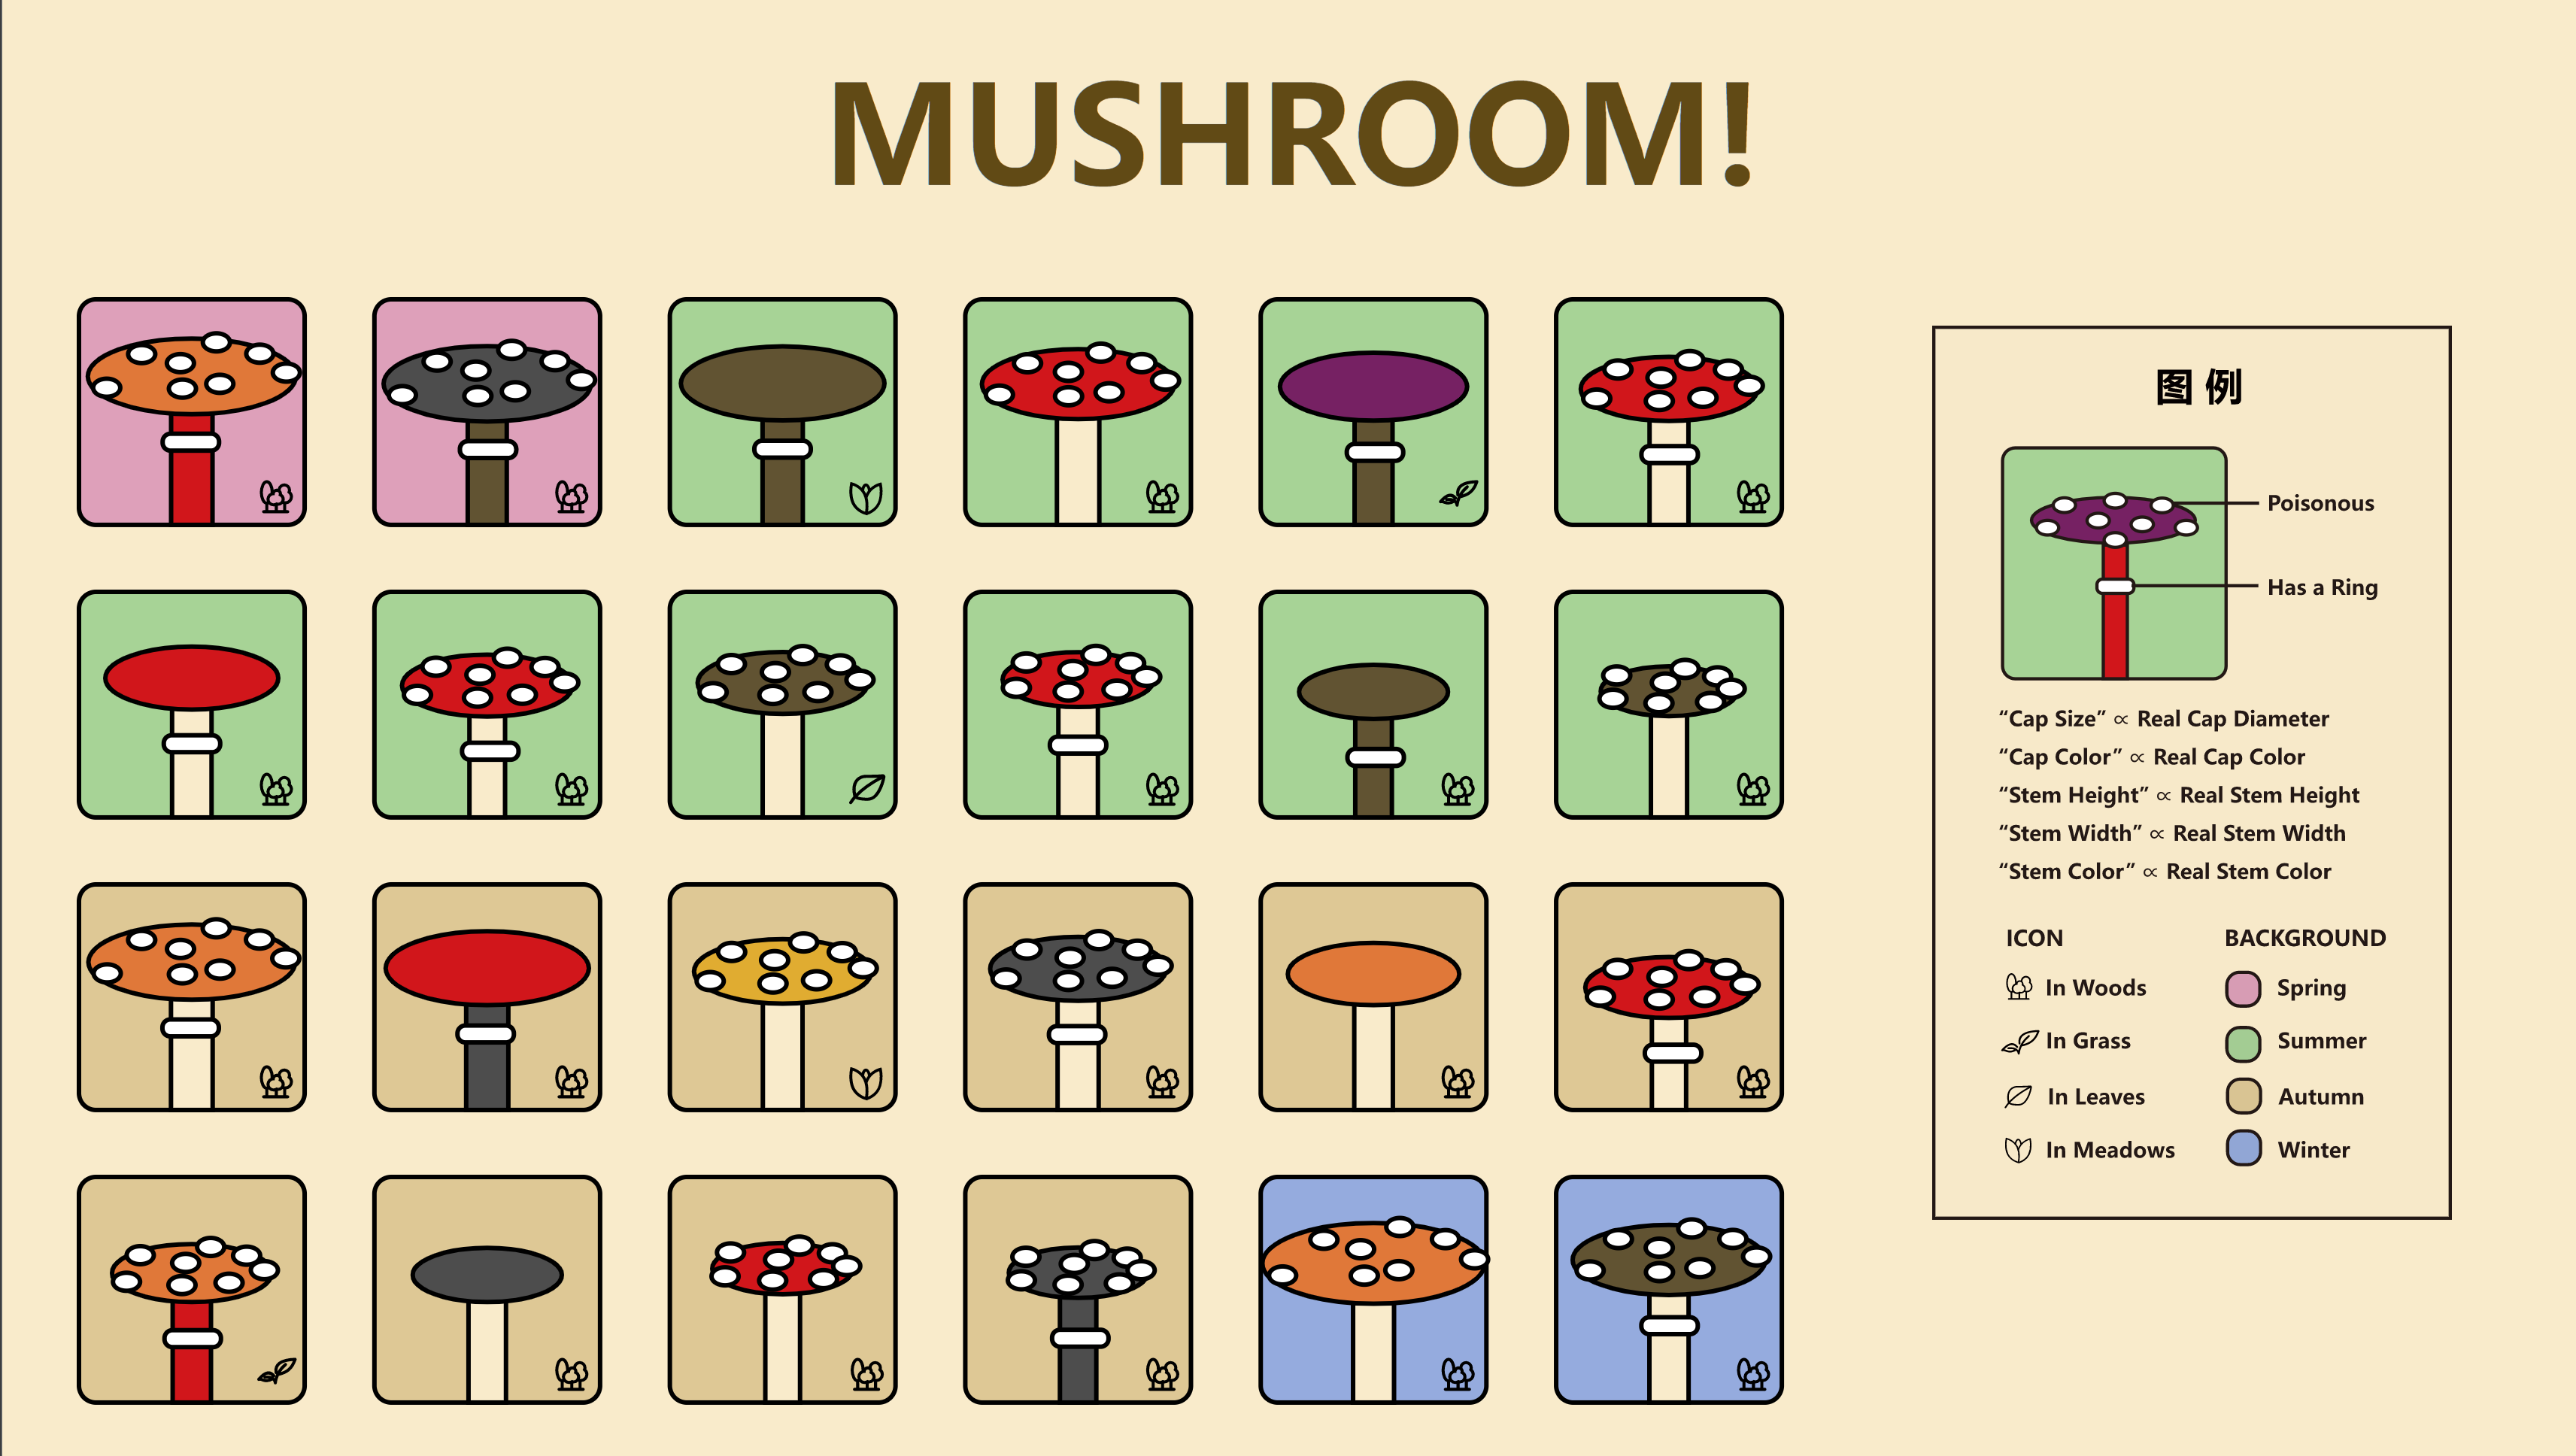 MUSHROOM!
图例
Poisonous
Has a Ring
“Cap Size” ∝ Real Cap Diameter
“Cap Color” ∝ Real Cap Color
“Stem Height” ∝ Real Stem Height
“Stem Width” ∝ Real Stem Width
“Stem Color” ∝ Real Stem Color
ICON BACKGROUND
In Woods Spring
In Grass Summer
In Leaves Autumn
In Meadows Winter